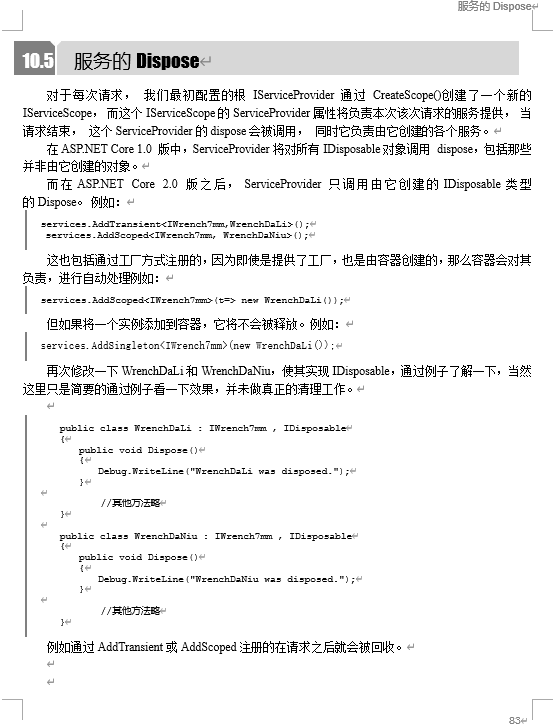 服务的 Dispose
10.5 服务的 Dispose
对于每次请求， 我们最初配置的根 IServiceProvider 通过 CreateScope()创建了一个新的
IServiceScope，而这个 IServiceScope 的 ServiceProvider 属性将负责本次该次请求的服务提供，当
请求结束， 这个 ServiceProvider 的 dispose 会被调用， 同时它负责由它创建的各个服务。
在 ASP.NET Core 1.0 版中，ServiceProvider 将对所有 IDisposable 对象调用 dispose，包括那些
并非由它创建的对象。
而在 ASP.NET Core 2.0 版之后， ServiceProvider 只调用由它创建的 IDisposable 类型
的 Dispose。例如：
services.AddTransient<IWrench7mm,WrenchDaLi>();
services.AddScoped<IWrench7mm, WrenchDaNiu>();
这也包括通过工厂方式注册的，因为即使是提供了工厂，也是由容器创建的，那么容器会对其
负责，进行自动处理例如：
services.AddScoped<IWrench7mm>(t=> new WrenchDaLi());
但如果将一个实例添加到容器，它将不会被释放。例如：
services.AddSingleton<IWrench7mm>(new WrenchDaLi());
再次修改一下 WrenchDaLi 和 WrenchDaNiu，使其实现 IDisposable，通过例子了解一下，当然
这里只是简要的通过例子看一下效果，并未做真正的清理工作。
public class WrenchDaLi : IWrench7mm , IDisposable
{
public void Dispose()
{
Debug.WriteLine("WrenchDaLi was disposed.");
}
//其他方法略
}
public class WrenchDaNiu : IWrench7mm , IDisposable
{
public void Dispose()
{
Debug.WriteLine("WrenchDaNiu was disposed.");
}
//其他方法略
}
例如通过 AddTransient 或 AddScoped 注册的在请求之后就会被回收。
83